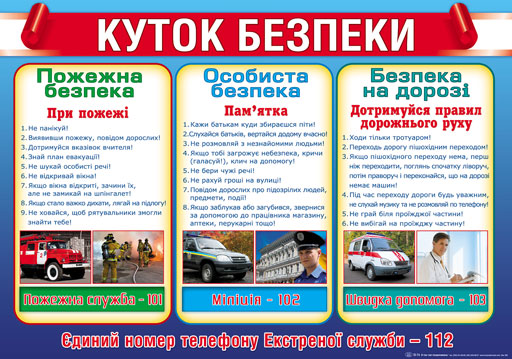 КУТОК БЕЗПЕКИ
Пожежна
безпека
При пожежі
1. Не панікуй!
2. Виявивши пожежу, повідом дорослих!
3. Дотримуйся вказівок вчителя!
4. Знай план евакуації!
5. Не шукай особисті речі!
6. Не відкривай вікна!
7. Якщо вікна відкриті, зачини їх,
але не замикай на шпингалет!
8. Якщо стало важко дихати, лягай на підлогу!
9. Не ховайся, щоб рятувальники змогли
знайти тебе!
Пожежна служба - 101
Особиста
безпека
Пам'ятка
1. Кажи батькам куди збираєшся піти!
2. Слухайся батьків, вертайся додому вчасно!
3. Не розмовляй з незнайомими людьми!
4. Якщо тобі загрожує небезпека, кричи
(галасуй!), клич на допомогу!
5. Не бери чужі речі!
6. Не рахуй гроші на вулиці!
7. Повідом дорослих про підозрілих людей,
предмети, події!
8. Якщо заблукав або загубився, звернися
за допомогою до працівника магазину,
аптеки, перукарні тощо!
Міліція - 102
Безпека
на дорозі
Дотримуйся правил
дорожнього руху
1. Ходи тільки тротуаром!
2. Переходь дорогу пішохідним переходом!
3. Якщо пішохідного переходу нема, перш
ніж переходити, поглянь спочатку ліворуч,
потім праворуч і переконайся, що на дорозі
немає машин!
4. Під час переходу дороги будь уважним,
не слухай музику та не розмовляй по телефону!
5. Не грай біля проїжджої частини!
6. Не вибігай на проїжджу частину!
Швидка допомога - 103
Єдиний номер телефону Екстреної служби – 112